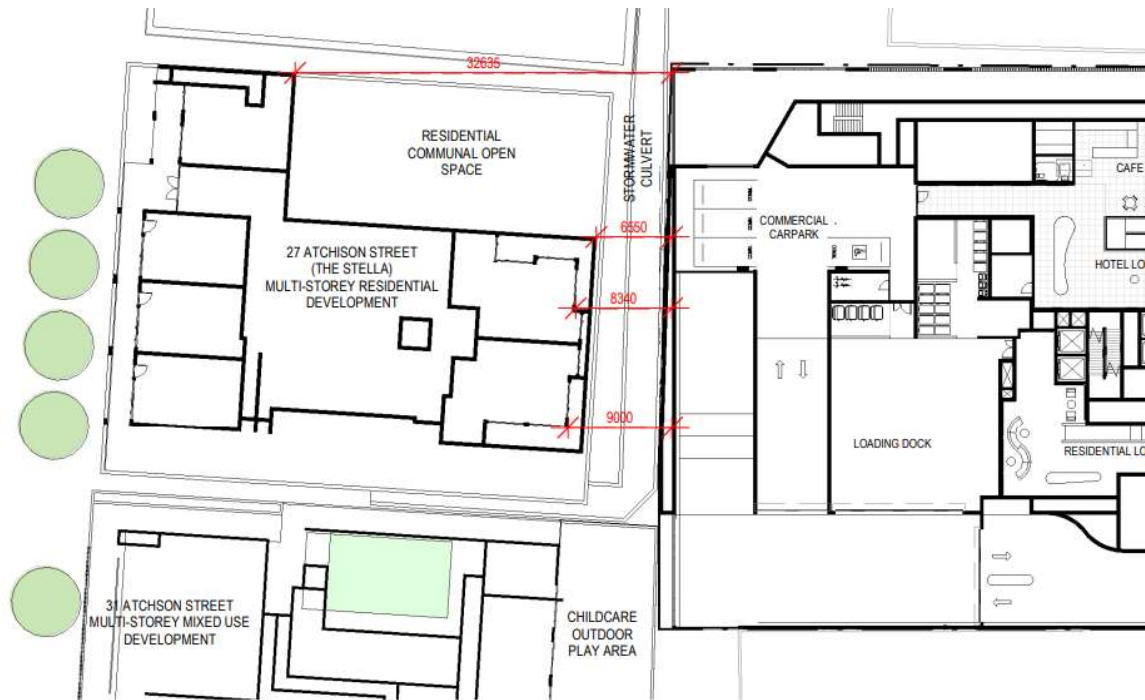 32635
RESIDENTIAL
COMMUNAL OPEN
SPACE
STORMWATER
CULVERT
CAFE
6550
COMMERCIAL
CARPARK
27 ATCHISON STREET
(THE STELLA)
MULTI-STOREY RESIDENTIAL
DEVELOPMENT
HOTEL LO
8340
9000
LOADING DOCK
RESIDENTIAL LO
31 ATCHSON STREET
MULTI-STOREY MIXED USE
DEVELOPMENT
CHILDCARE
OUTDOOR
PLAY AREA